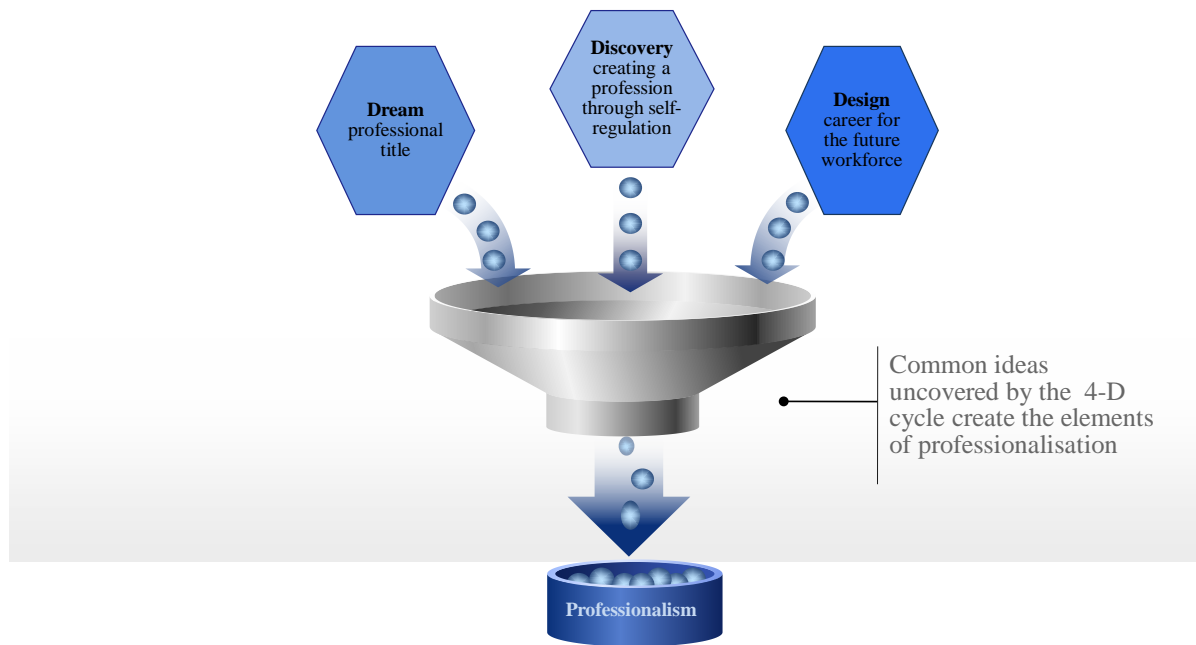 Dream
professional
title
Discovery
creating a
profession
through self-
regulation
Design
career for
the future
workforce
Common ideas
uncovered by the 4-D
cycle create the elements
of professionalisation
Professionalism